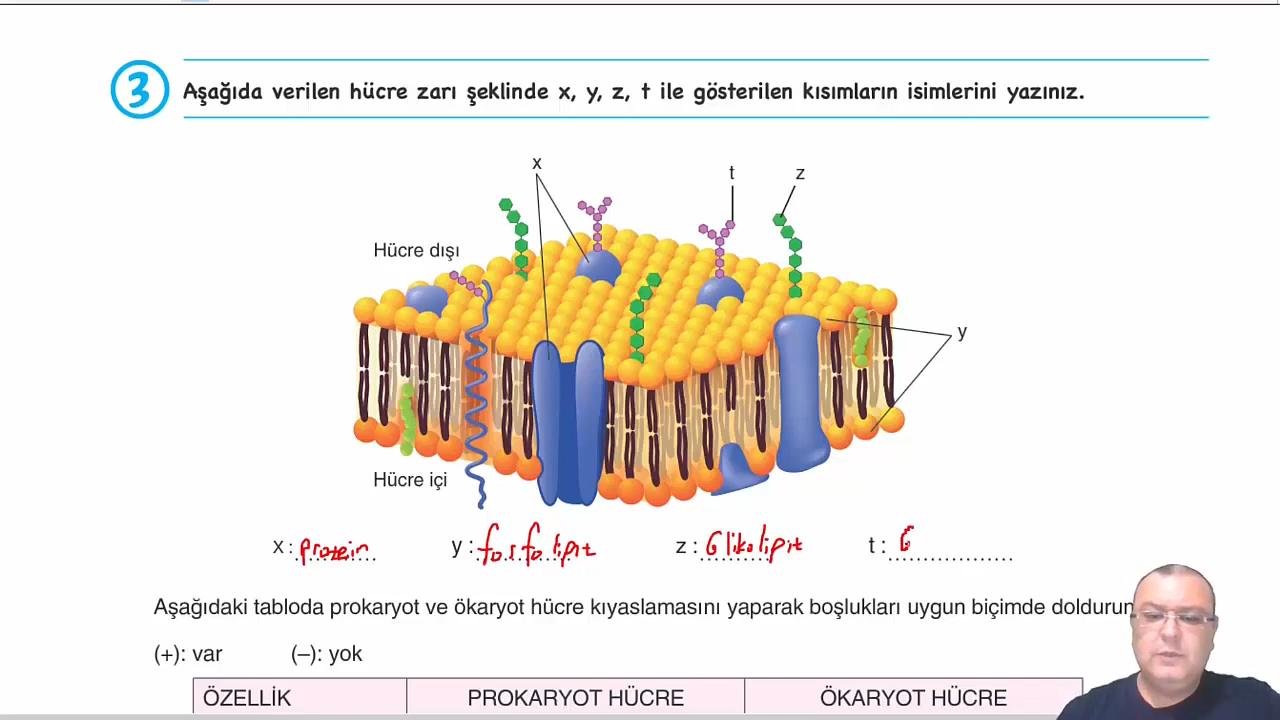 3
Aşağıda verilen hücre zarı şeklinde x, y, z, t ile gösterilen kısımların isimlerini yazınız.
x
t
z
Hücre dışı
y
Hücre içi
x : protein y : fosfolipit z : Glikolipit t : G
Aşağıdaki tabloda prokaryot ve ökaryot hücre kıyaslamasını yaparak boşlukları uygun biçimde doldurun
(+): var (–): yok
ÖZELLİK PROKARYOT HÜCRE ÖKARYOT HÜCRE